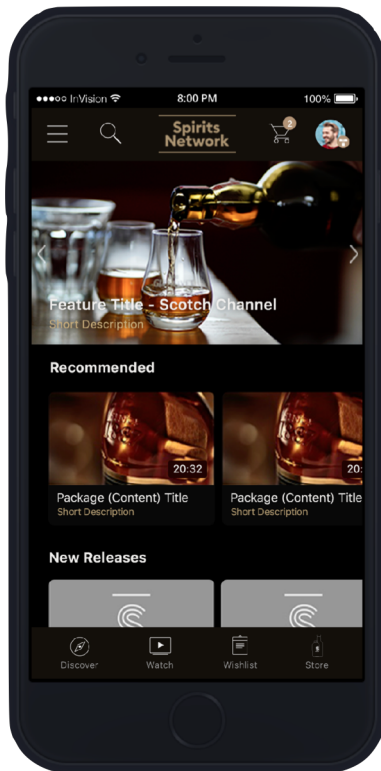 InVision
8:00 PM
100%
Spirits
Network
2
Feature Title - Scotch Channel
Short Description
Recommended
20:32
20:
Package (Content) Title
Package (Content) Title
Short Description
Short Description
New Releases
Discover
Watch
Wishlist
Store